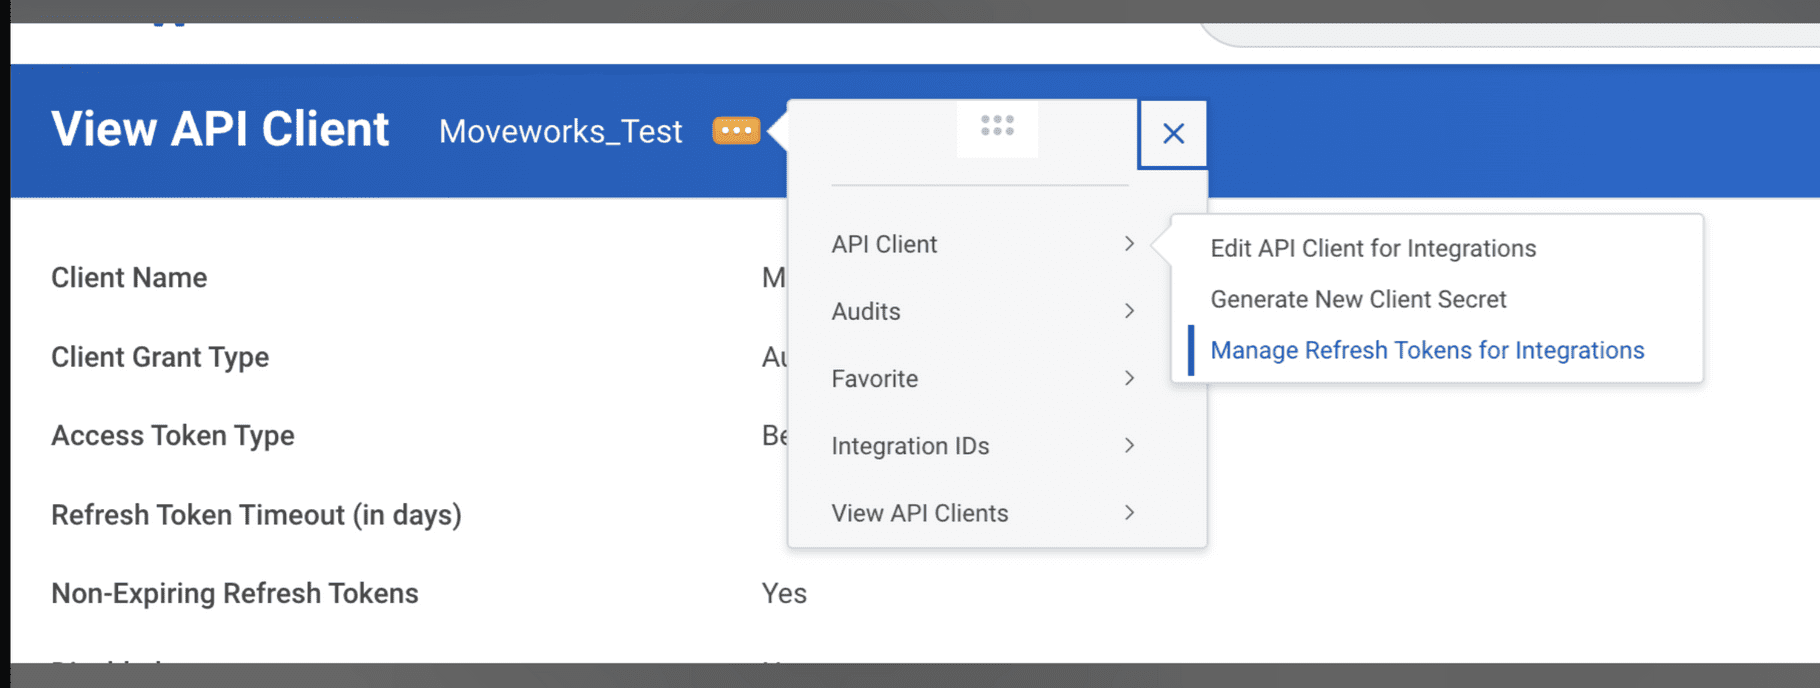 View API Client Moveworks_Test
API Client
Audits
Favorite
Integration IDs
View API Clients
Edit API Client for Integrations
Generate New Client Secret
Manage Refresh Tokens for Integrations
Client Name M
Client Grant Type Au
Access Token Type Be
Refresh Token Timeout (in days)
Non-Expiring Refresh Tokens Yes